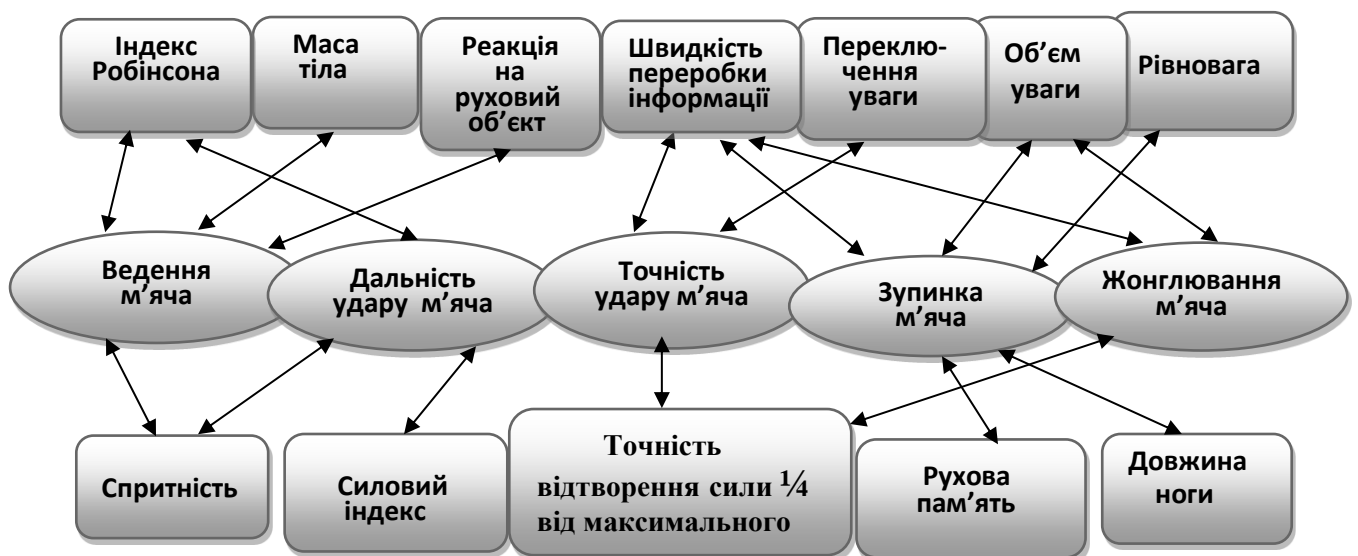 Індекс
Робінсона
Маса
тіла
Реакція
на
руховий
об’єкт
Швидкість
переробки
інформації
Переклю-
чення
уваги
Об’єм
уваги
Рівновага
Ведення
м’яча
Дальність
удару м’яча
Точність
удару м’яча
Зупинка
м’яча
Жонглювання
м’яча
Спритність
Силовий
індекс
Точність
відтворення сили ¼
від максимального
Рухова
пам’ять
Довжина
ноги